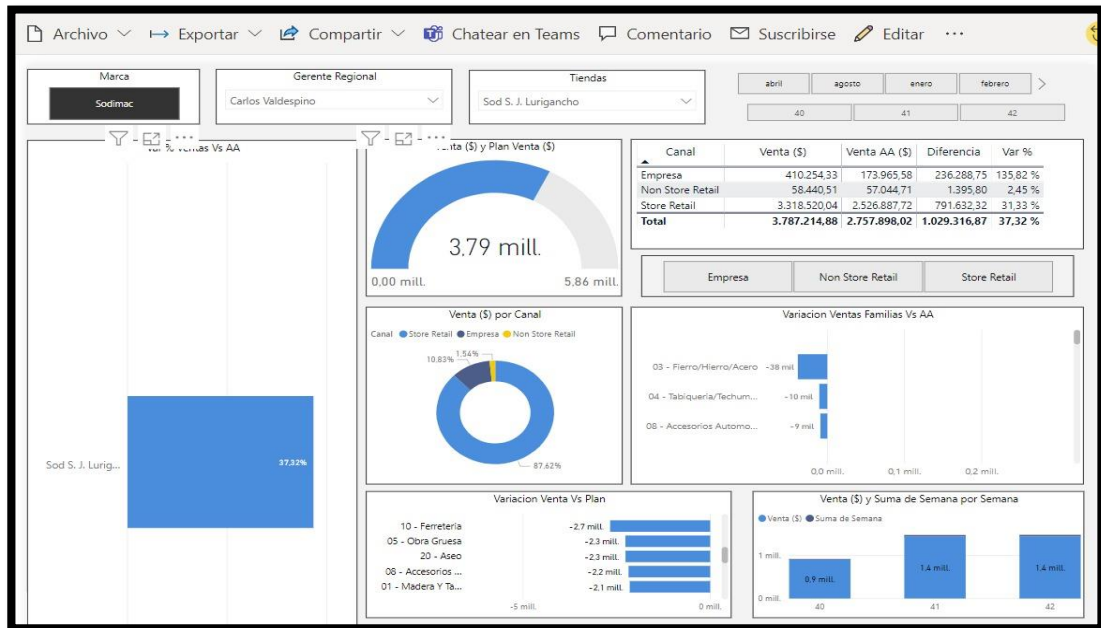 Archivo Exportar Compartir Chatear en Teams Comentario Suscribirse Editar ...
Marca
Sodimac
Gerente Regional
Carlos Valdespino
Tiendas
Sod S. J. Lurigancho
abril agosto enero febrero
40 41 42
Var % Ventas Vs AA
Sod S. J. Lurig...
37,32%
Venta ($) y Plan Venta ($)
3,79 mill.
0,00 mill. 5,86 mill.
Canal Venta ($) Venta AA ($) Diferencia Var %
Empresa 410.254,33 173.965,58 236.288,75 135,82 %
Non Store Retail 58.440,51 57.044,71 1.395,80 2,45 %
Store Retail 3.318.520,04 2.526.887,72 791.632,32 31,33 %
Total 3.787.214,88 2.757.898,02 1.029.316,87 37,32 %
Empresa Non Store Retail Store Retail
Venta ($) por Canal
Canal Store Retail Empresa Non Store Retail
1,54%
10,83%
87,62%
Variacion Ventas Familias Vs AA
03 - Fierro/Hierro/Acero -38 mil
04 - Tabiqueria/Techum... -10 mil
08 - Accesorios Automo... -9 mil
0,0 mill. 0,1 mill. 0,2 mill.
Variacion Venta Vs Plan
10 - Ferreteria -2,7 mill.
05 - Obra Gruesa -2,3 mill.
20 - Aseo -2,3 mill.
08 - Accesorios ... -2,2 mill.
01 - Madera Y Ta... -2,1 mill.
-5 mill. 0 mill.
Venta ($) y Suma de Semana por Semana
Venta ($) Suma de Semana
1 mill.
0 mill.
0,9 mill. 1,4 mill. 1,4 mill.
40 41 42